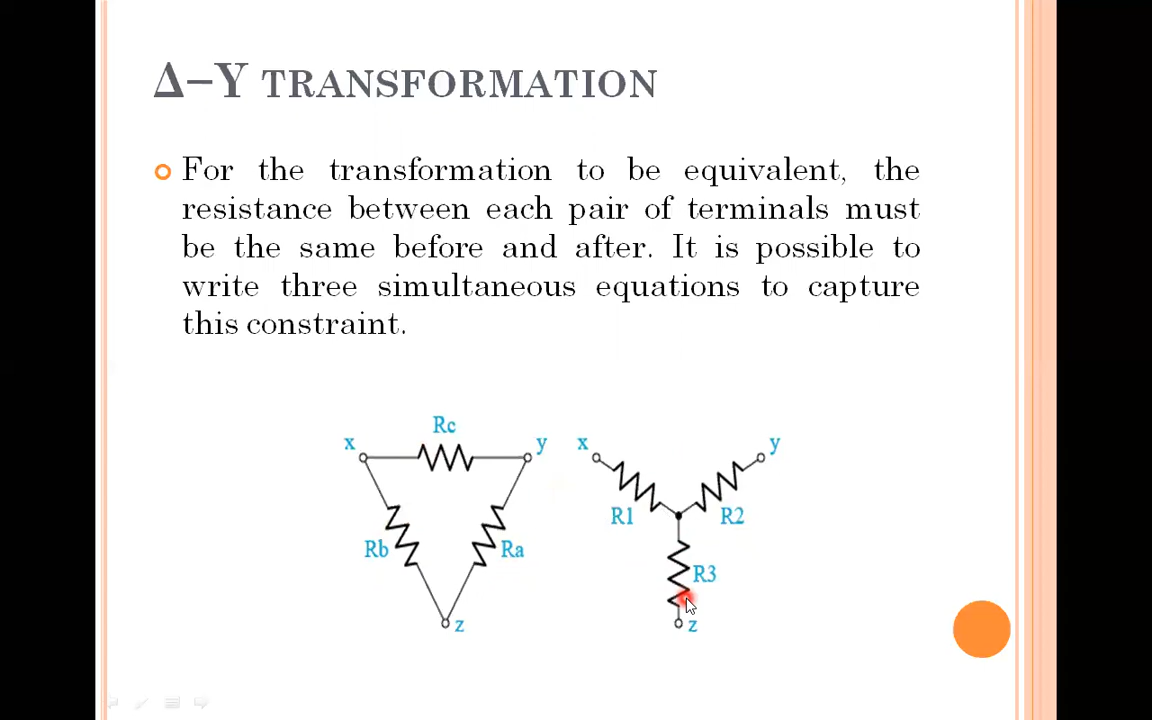 Δ–Y TRANSFORMATION
For the transformation to be equivalent, the
resistance between each pair of terminals must
be the same before and after. It is possible to
write three simultaneous equations to capture
this constraint.
Rc
x y x y
R1 R2
Rb Ra
R3
z z